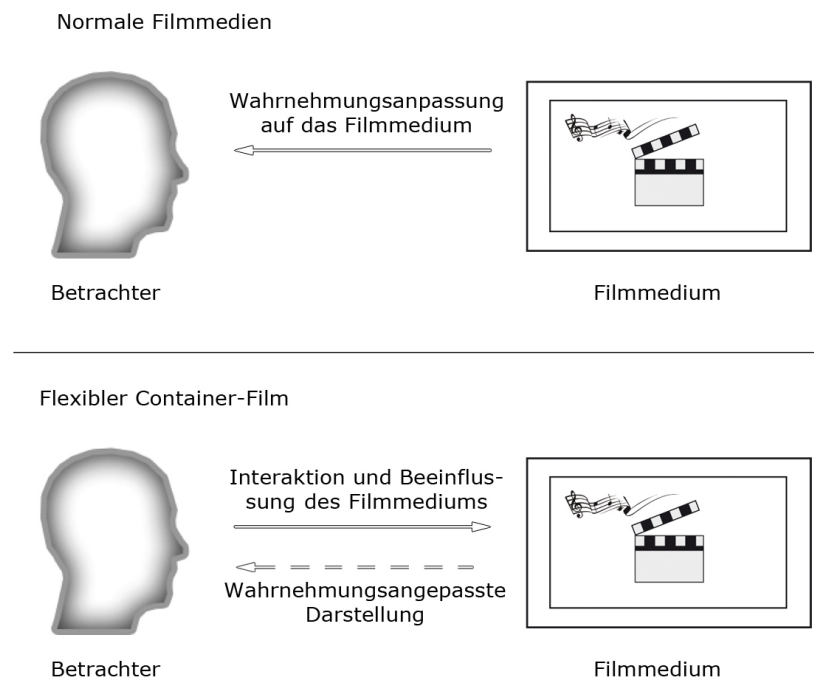 Normale Filmmedien
Wahrnehmungsanpassung
auf das Filmmedium
Betrachter
Filmmedium
Flexibler Container-Film
Interaktion und Beeinflus-
sung des Filmmediums
Wahrnehmungsangepasste
Darstellung
Betrachter
Filmmedium